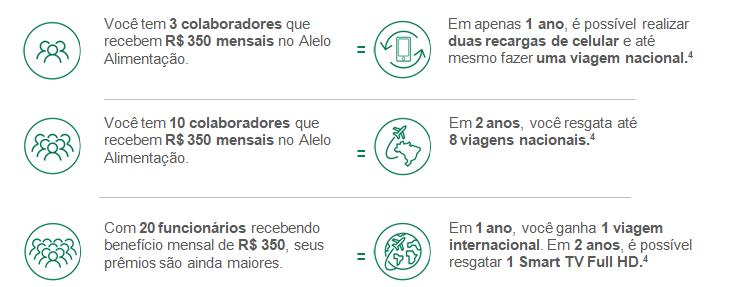 Você tem 3 colaboradores que
recebem R$ 350 mensais no Alelo
Alimentação.
=
Em apenas 1 ano, é possível realizar
duas recargas de celular e até
mesmo fazer uma viagem nacional.⁴
Você tem 10 colaboradores que
recebem R$ 350 mensais no Alelo
Alimentação.
=
Em 2 anos, você resgata até
8 viagens nacionais.⁴
Com 20 funcionários recebendo
benefício mensal de R$ 350, seus
prêmios são ainda maiores.
=
Em 1 ano, você ganha 1 viagem
internacional. Em 2 anos, é possível
resgatar 1 Smart TV Full HD.⁴